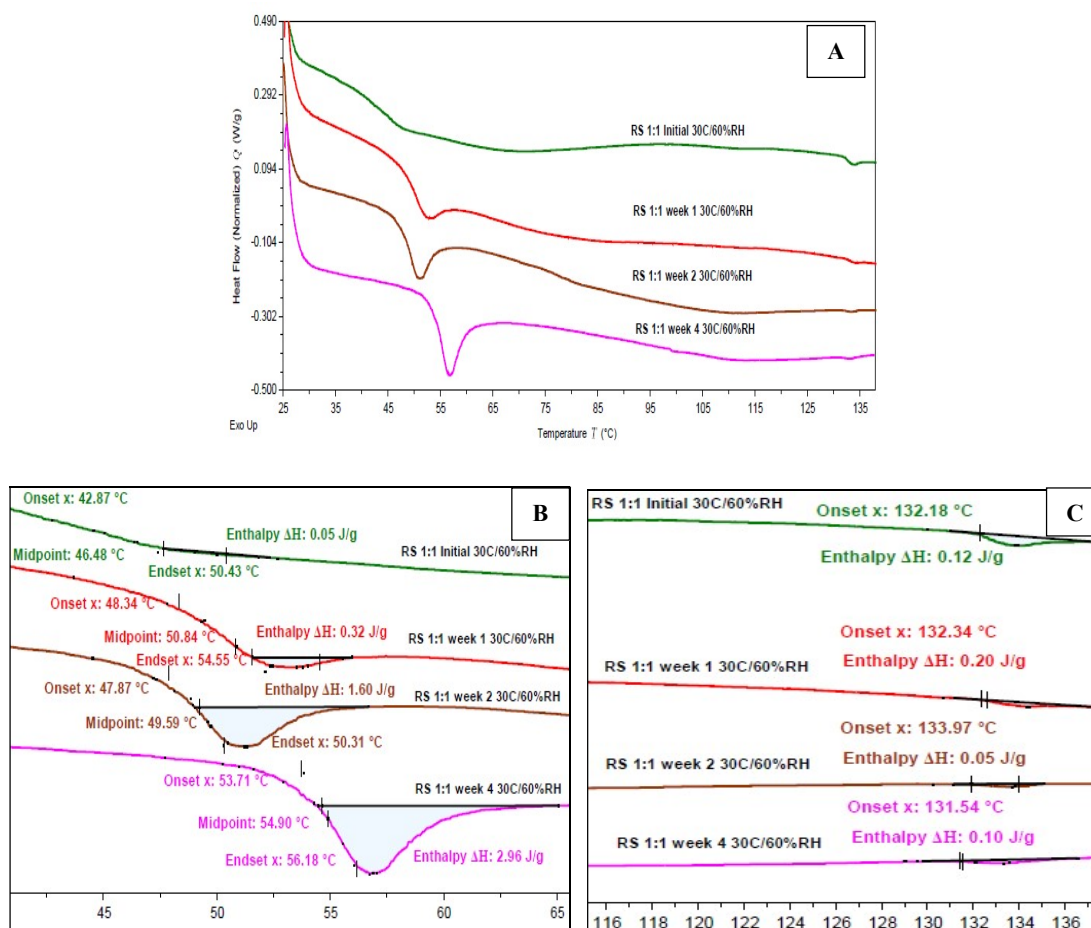 A
0.490
0.292
0.094
-0.104
-0.302
-0.500
Heat Flow (Normalized) Q (W/g)
RS 1:1 Initial 30C/60%RH
RS 1:1 week 1 30C/60%RH
RS 1:1 week 2 30C/60%RH
RS 1:1 week 4 30C/60%RH
25 35 45 55 65 75 85 95 105 115 125 135
Exo Up
Temperature T (°C)
B
Onset x: 42.87 °C
Enthalpy ΔH: 0.05 J/g
RS 1:1 Initial 30C/60%RH
Midpoint: 46.48 °C
Endset x: 50.43 °C
Onset x: 48.34 °C
Midpoint: 50.84 °C
Enthalpy ΔH: 0.32 J/g
RS 1:1 week 1 30C/60%RH
Endset x: 54.55 °C
Onset x: 47.87 °C
Enthalpy ΔH: 1.60 J/g
RS 1:1 week 2 30C/60%RH
Midpoint: 49.59 °C
Endset x: 50.31 °C
Onset x: 53.71 °C
RS 1:1 week 4 30C/60%RH
Midpoint: 54.90 °C
Endset x: 56.18 °C
Enthalpy ΔH: 2.96 J/g
45 50 55 60 65
C
RS 1:1 Initial 30C/60%RH
Onset x: 132.18 °C
Enthalpy ΔH: 0.12 J/g
Onset x: 132.34 °C
RS 1:1 week 1 30C/60%RH
Enthalpy ΔH: 0.20 J/g
Onset x: 133.97 °C
RS 1:1 week 2 30C/60%RH
Enthalpy ΔH: 0.05 J/g
Onset x: 131.54 °C
RS 1:1 week 4 30C/60%RH
Enthalpy ΔH: 0.10 J/g
116 118 120 122 124 126 128 130 132 134 136